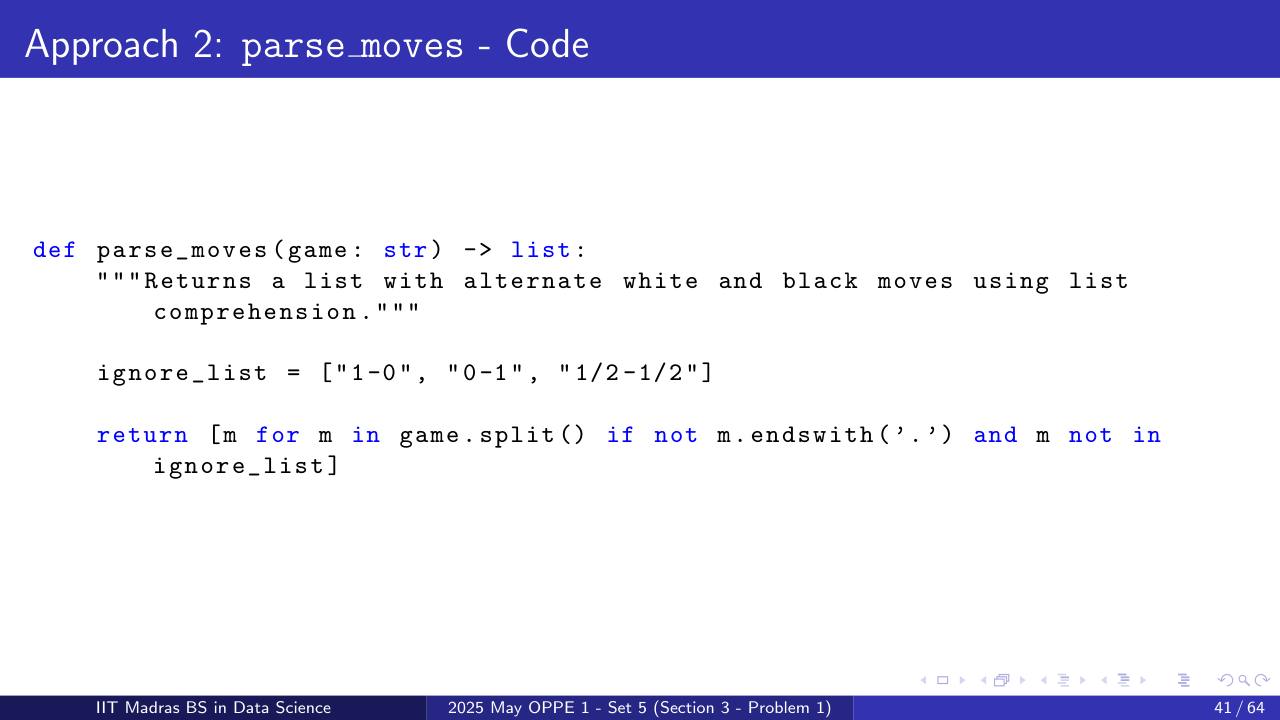 Approach 2: parse_moves - Code
def parse_moves(game: str) -> list:
    """Returns a list with alternate white and black moves using list
        comprehension."""
    ignore_list = ["1-0", "0-1", "1/2-1/2"]
    return [m for m in game.split() if not m.endswith('.') and m not in
        ignore_list]
IIT Madras BS in Data Science
2025 May OPPE 1 - Set 5 (Section 3 - Problem 1)
41 / 64